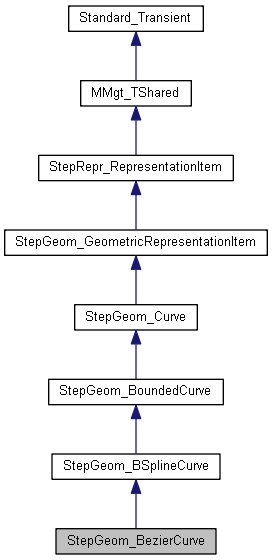 Standard_Transient
MMgt_TShared
StepRepr_RepresentationItem
StepGeom_GeometricRepresentationItem
StepGeom_Curve
StepGeom_BoundedCurve
StepGeom_BSplineCurve
StepGeom_BezierCurve